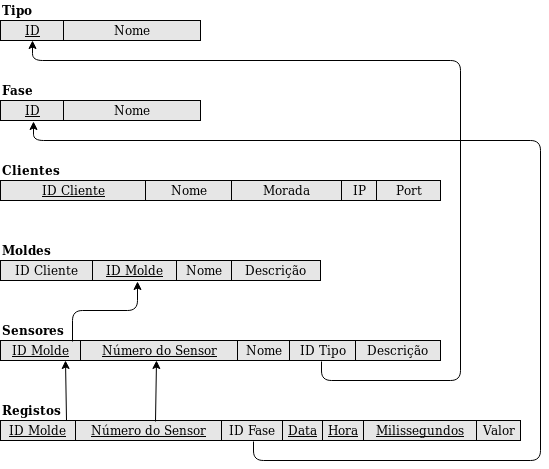 Tipo
ID Nome
Fase
ID Nome
Clientes
ID Cliente Nome Morada IP Port
Moldes
ID Cliente ID Molde Nome Descrição
Sensores
ID Molde Número do Sensor Nome ID Tipo Descrição
Registos
ID Molde Número do Sensor ID Fase Data Hora Milissegundos Valor